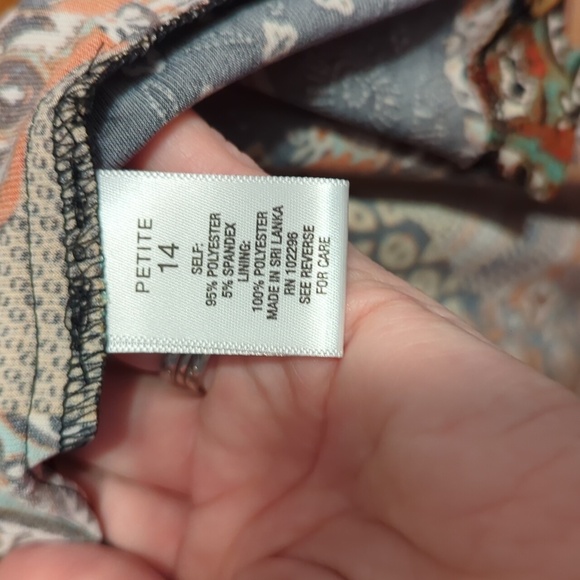 PETITE
14
SELF:
95% POLYESTER
5% SPANDEX
LINING:
100% POLYESTER
MADE IN SRI LANKA
RN 102296
SEE REVERSE
FOR CARE